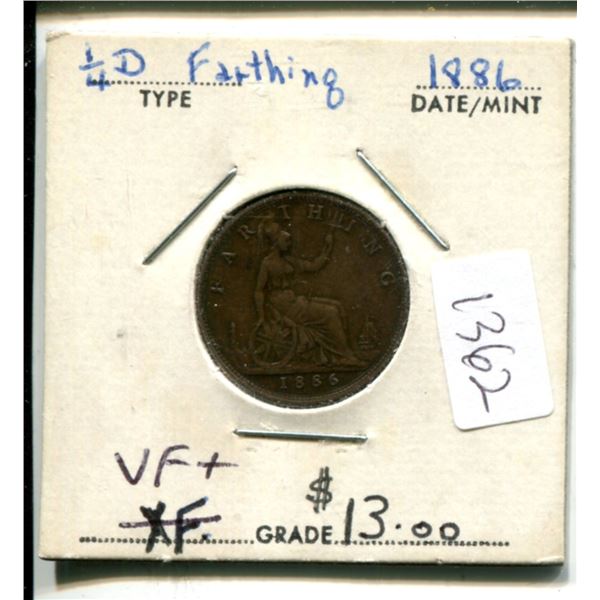 ¼D Farthing 1886
TYPE DATE/MINT
FARTHING
1886
1362
VF+
XF. GRADE $13.00